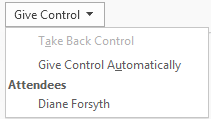 Give Control
Take Back Control
Give Control Automatically
Attendees
Diane Forsyth